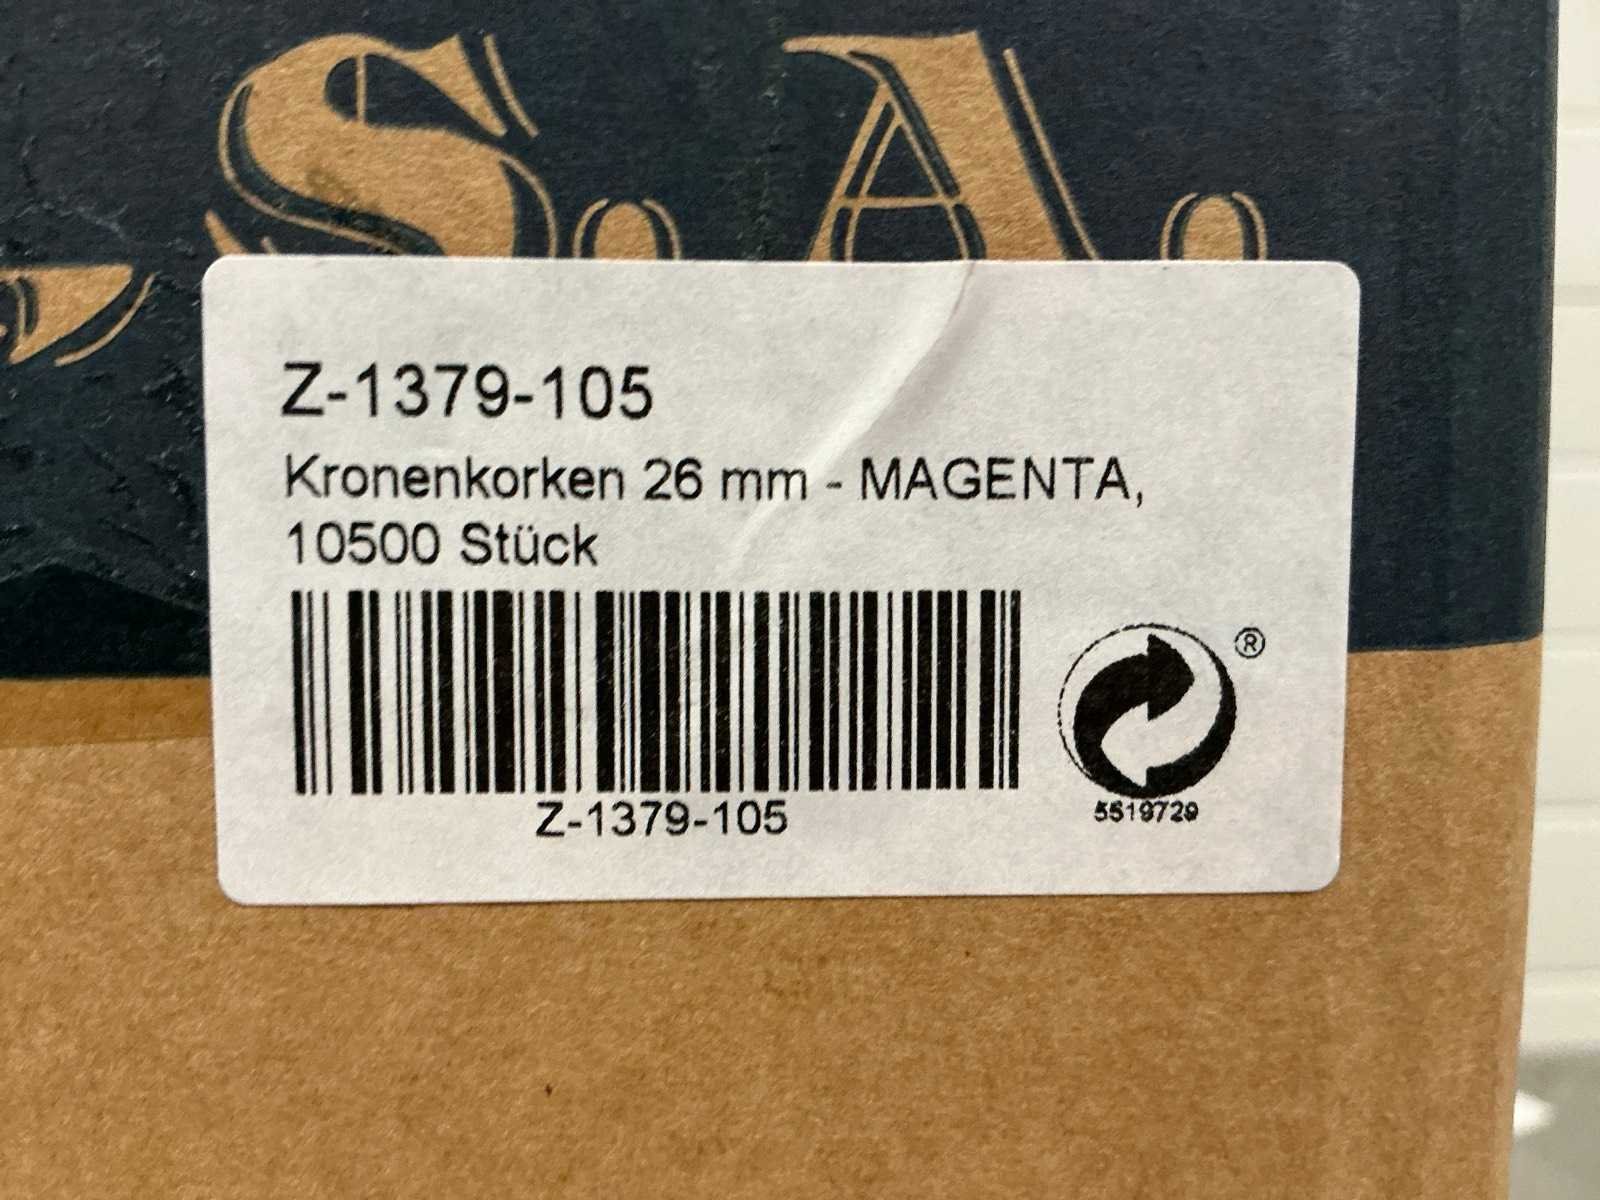 S.A.
Z-1379-105
Kronenkorken 26 mm - MAGENTA,
10500 Stück
®
Z-1379-105
5519729